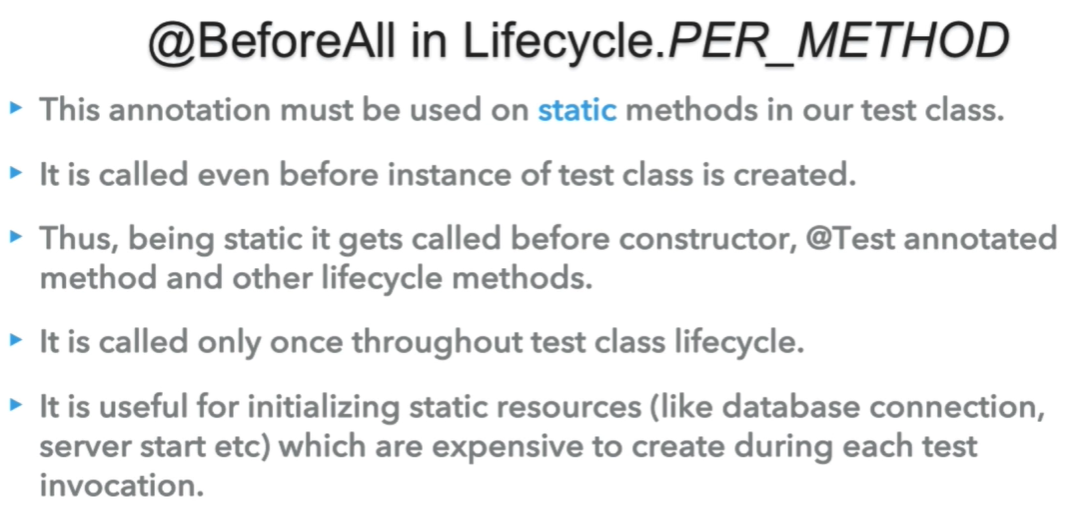 @BeforeAll in Lifecycle.PER_METHOD
This annotation must be used on static methods in our test class.
It is called even before instance of test class is created.
Thus, being static it gets called before constructor, @Test annotated
method and other lifecycle methods.
It is called only once throughout test class lifecycle.
It is useful for initializing static resources (like database connection,
server start etc) which are expensive to create during each test
invocation.